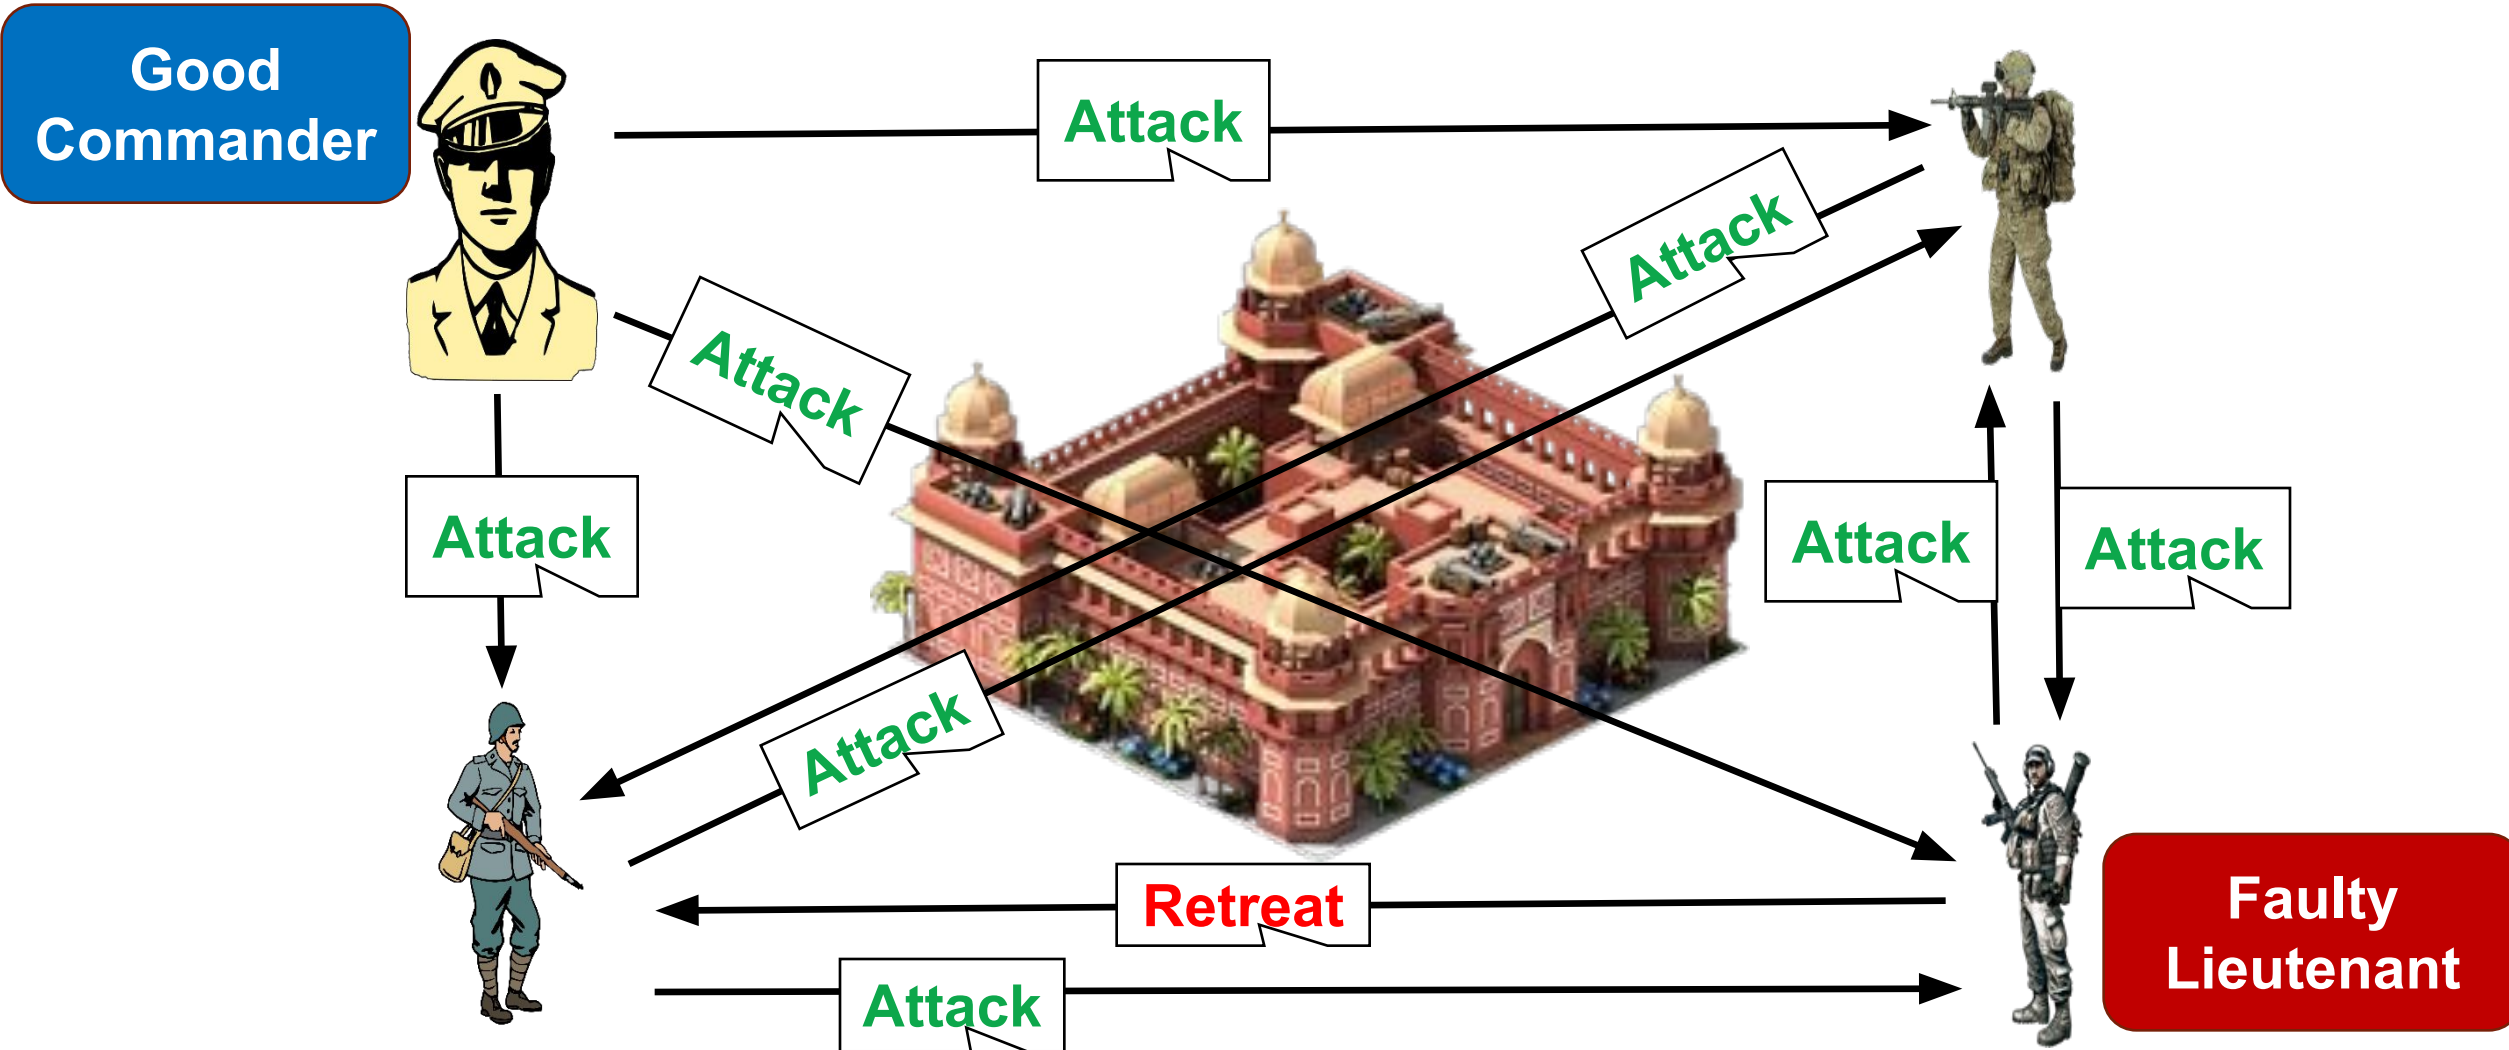 Good
Commander
Attack
Attack
Attack
Attack
Attack
Attack
Attack
Retreat
Attack
Faulty
Lieutenant